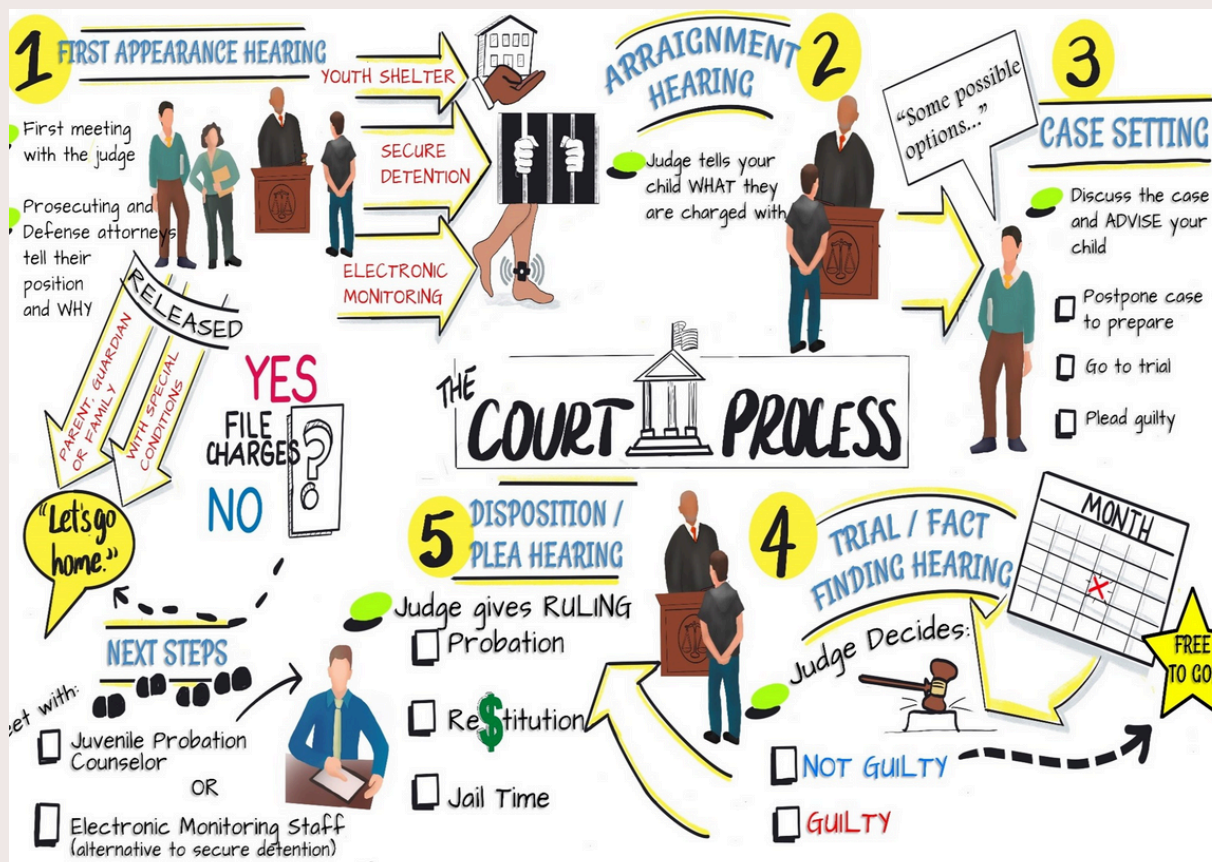 1
FIRST APPEARANCE HEARING
First meeting
with the judge
Prosecuting and
Defense attorneys
tell their
position
and WHY
YOUTH SHELTER
SECURE
DETENTION
ELECTRONIC
MONITORING
RELEASED
PARENT, GUARDIAN
OR FAMILY
WITH SPECIAL
CONDITIONS
"Let's go
home."
YES
FILE
CHARGES
?
NO
ARRAIGNMENT
HEARING
2
Judge tells your
child WHAT they
are charged with
"Some possible
options..."
3
CASE SETTING
Discuss the case
and ADVISE your
child
Postpone case
to prepare
Go to trial
Plead guilty
THE
COURT PROCESS
4
TRIAL / FACT
FINDING HEARING
MONTH
X
Judge Decides:
NOT GUILTY
GUILTY
FREE
TO GO
5
DISPOSITION /
PLEA HEARING
Judge gives RULING
Probation
Re$titution
Jail Time
NEXT STEPS
eet with:
Juvenile Probation
Counselor
OR
Electronic Monitoring Staff
(alternative to secure detention)